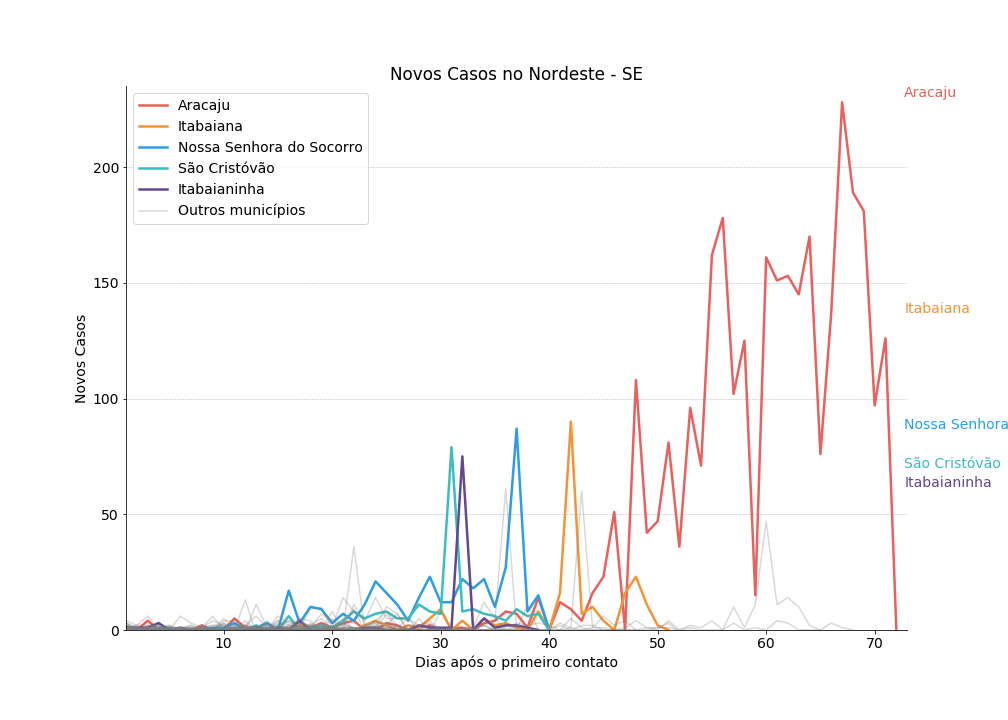 Novos Casos no Nordeste - SE
Aracaju
Itabaiana
Nossa Senhora do Socorro
São Cristóvão
Itabaianinha
Outros municípios
Aracaju
Itabaiana
Nossa Senhora
São Cristóvão
Itabaianinha
Novos Casos
200
150
100
50
0
10
20
30
40
50
60
70
Dias após o primeiro contato